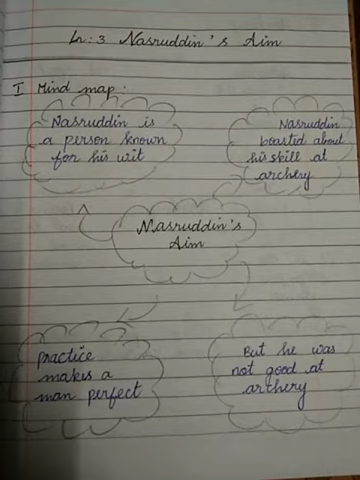 Ln: 3 Nasruddin's Aim
I Mind map:
Nasruddin is
a person known
for his wit
Nasruddin
boasted about
his skill at
archery
Nasruddin's
Aim
Practice
makes a
man perfect
But he was
not good at
archery